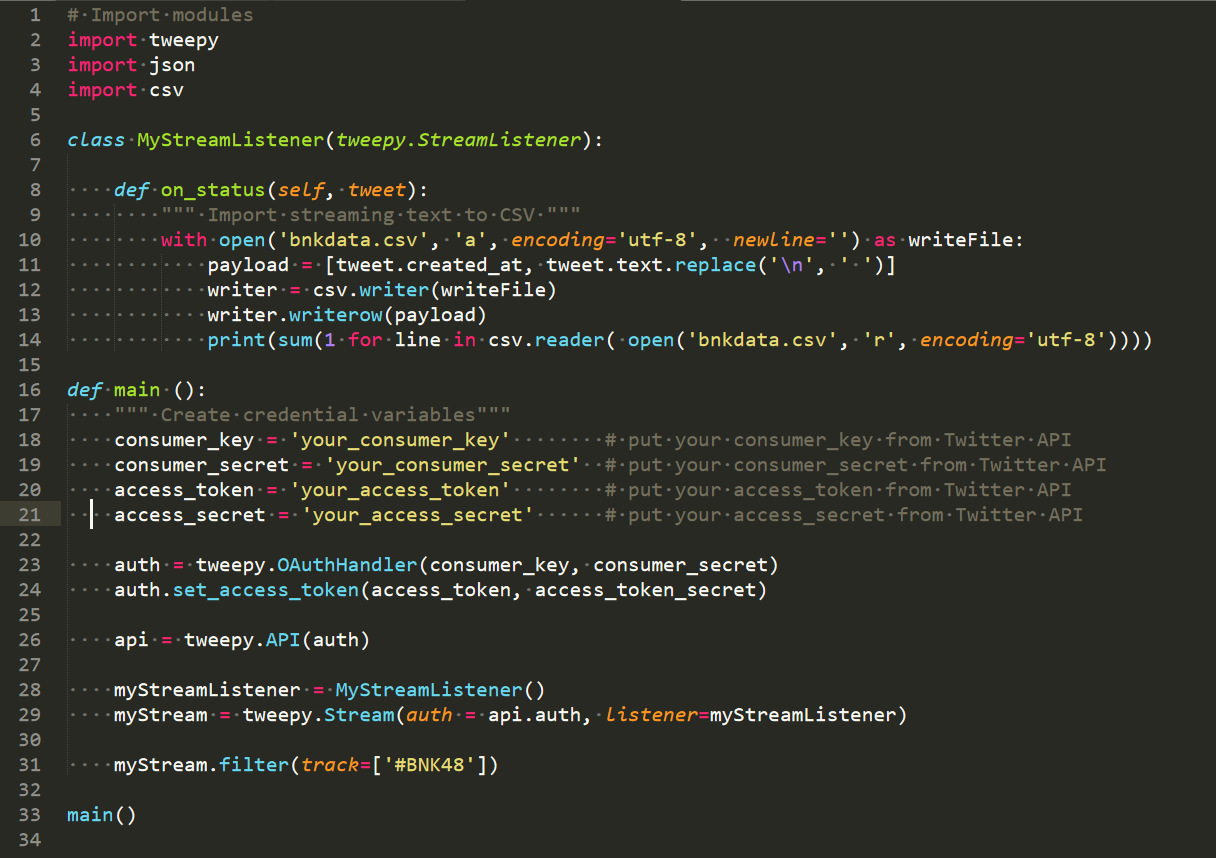 1 # Import modules
2 import tweepy
3 import json
4 import csv
5
6 class MyStreamListener(tweepy.StreamListener):
7
8     def on_status(self, tweet):
9         """ Import streaming text to CSV """
10         with open('bnkdata.csv', 'a', encoding='utf-8',  newline='') as writeFile:
11             payload = [tweet.created_at, tweet.text.replace('\n', ' ')]
12             writer = csv.writer(writeFile)
13             writer.writerow(payload)
14             print(sum(1 for line in csv.reader( open('bnkdata.csv', 'r', encoding='utf-8'))))
15
16 def main ():
17     """ Create credential variables"""
18     consumer_key = 'your_consumer_key'        # put your consumer_key from Twitter API
19     consumer_secret = 'your_consumer_secret'  # put your consumer_secret from Twitter API
20     access_token = 'your_access_token'        # put your access_token from Twitter API
21     access_secret = 'your_access_secret'      # put your access_secret from Twitter API
22
23     auth = tweepy.OAuthHandler(consumer_key, consumer_secret)
24     auth.set_access_token(access_token, access_token_secret)
25
26     api = tweepy.API(auth)
27
28     myStreamListener = MyStreamListener()
29     myStream = tweepy.Stream(auth = api.auth, listener=myStreamListener)
30
31     myStream.filter(track=['#BNK48'])
32
33 main()
34